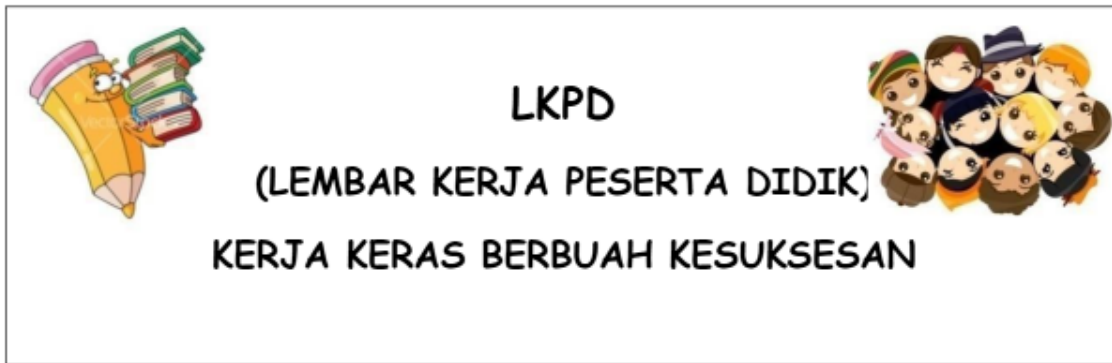 LKPD
(LEMBAR KERJA PESERTA DIDIK)
KERJA KERAS BERBUAH KESUKSESAN